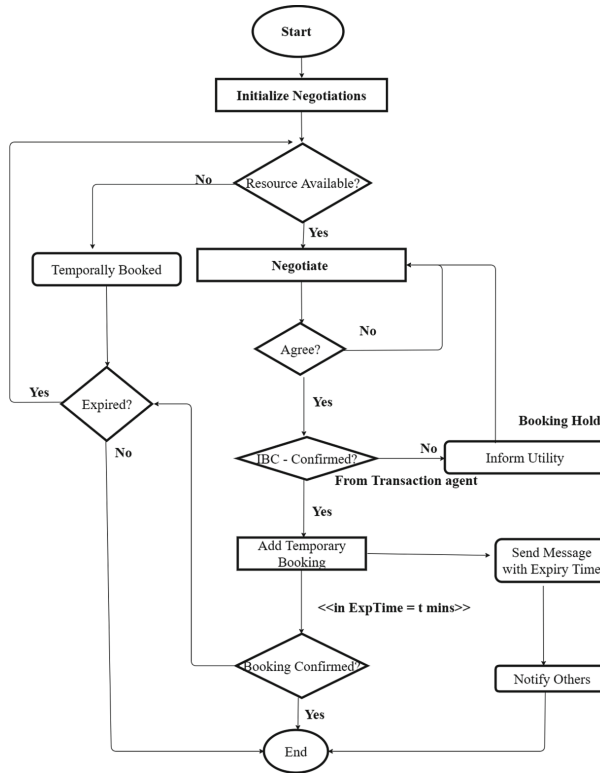 Start
Initialize Negotiations
Resource Available?
No
Yes
Temporally Booked
Negotiate
No
Agree?
Yes
Expired?
Yes
No
Booking Hold
IBC - Confirmed?
No
Inform Utility
From Transaction agent
Yes
Add Temporary
Booking
Send Message
with Expiry Time
<<in ExpTime = t mins>>
Booking Confirmed?
Notify Others
Yes
End